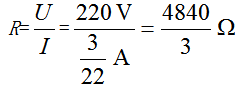 R=U/I=220 V/(3/22 A)=4840/3 Ω